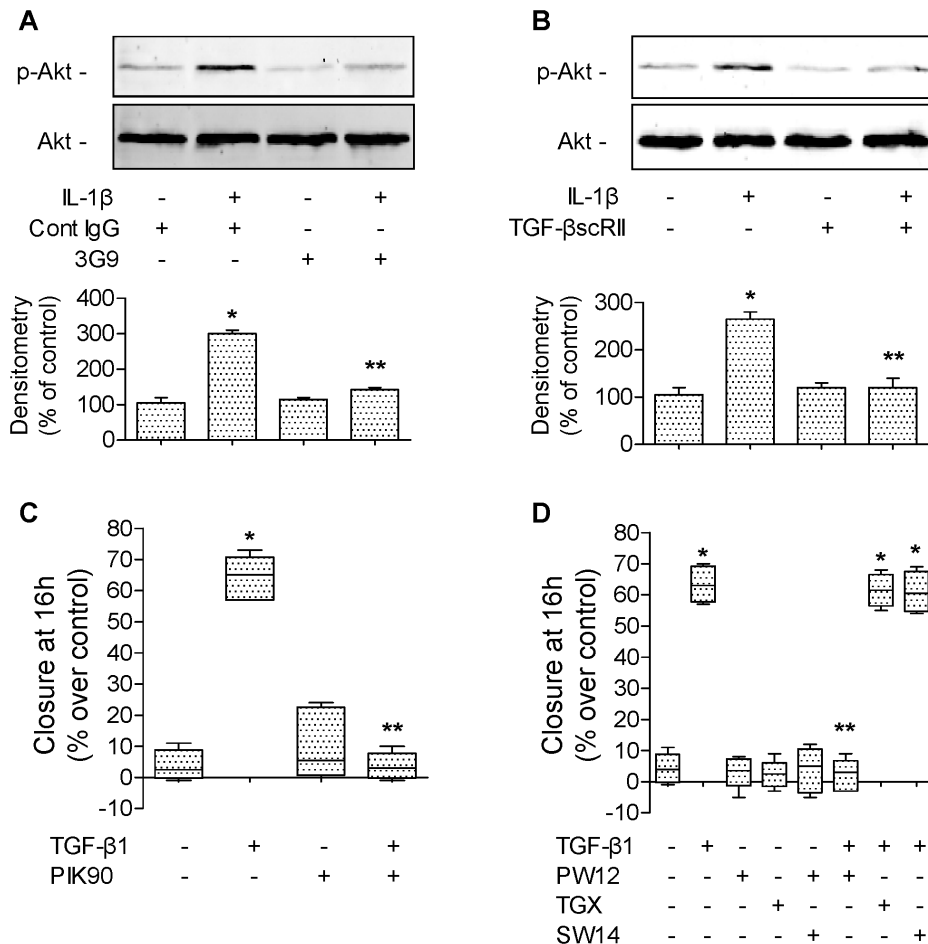 A
p-Akt -
Akt -
IL-1β - + - +
Cont IgG + + - -
3G9 - - + +
Densitometry
(% of control)
400
300
200
100
0
* **
B
p-Akt -
Akt -
IL-1β - + - +
TGF-βscRII - - + +
Densitometry
(% of control)
300
200
100
0
* **
C
Closure at 16h
(% over control)
80
70
60
50
40
30
20
10
0
-10
* **
TGF-β1 - + - +
PIK90 - - + +
D
Closure at 16h
(% over control)
80
70
60
50
40
30
20
10
0
-10
* ** * *
TGF-β1 - + - - - + + +
PW12 - - + - + + - -
TGX - - - + - - + -
SW14 - - - - + - - +